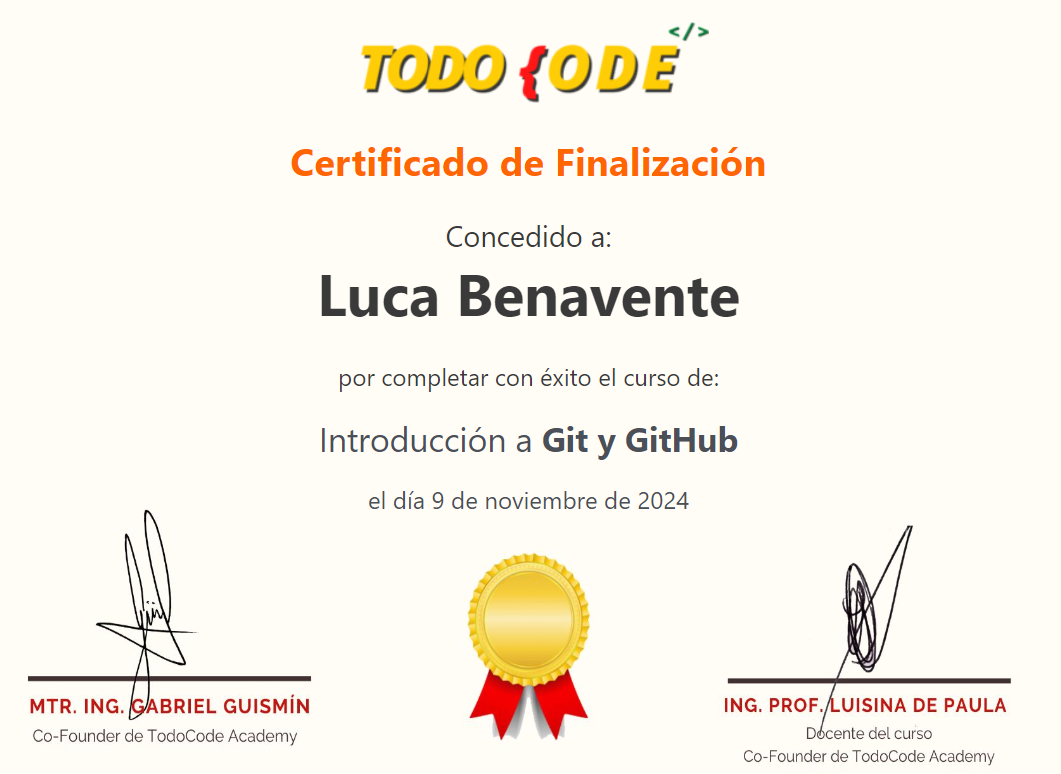 TODO {ODE </>
Certificado de Finalización
Concedido a:
Luca Benavente
por completar con éxito el curso de:
Introducción a Git y GitHub
el día 9 de noviembre de 2024
MTR. ING. GABRIEL GUISMÍN
Co-Founder de TodoCode Academy
ING. PROF. LUISINA DE PAULA
Docente del curso
Co-Founder de TodoCode Academy